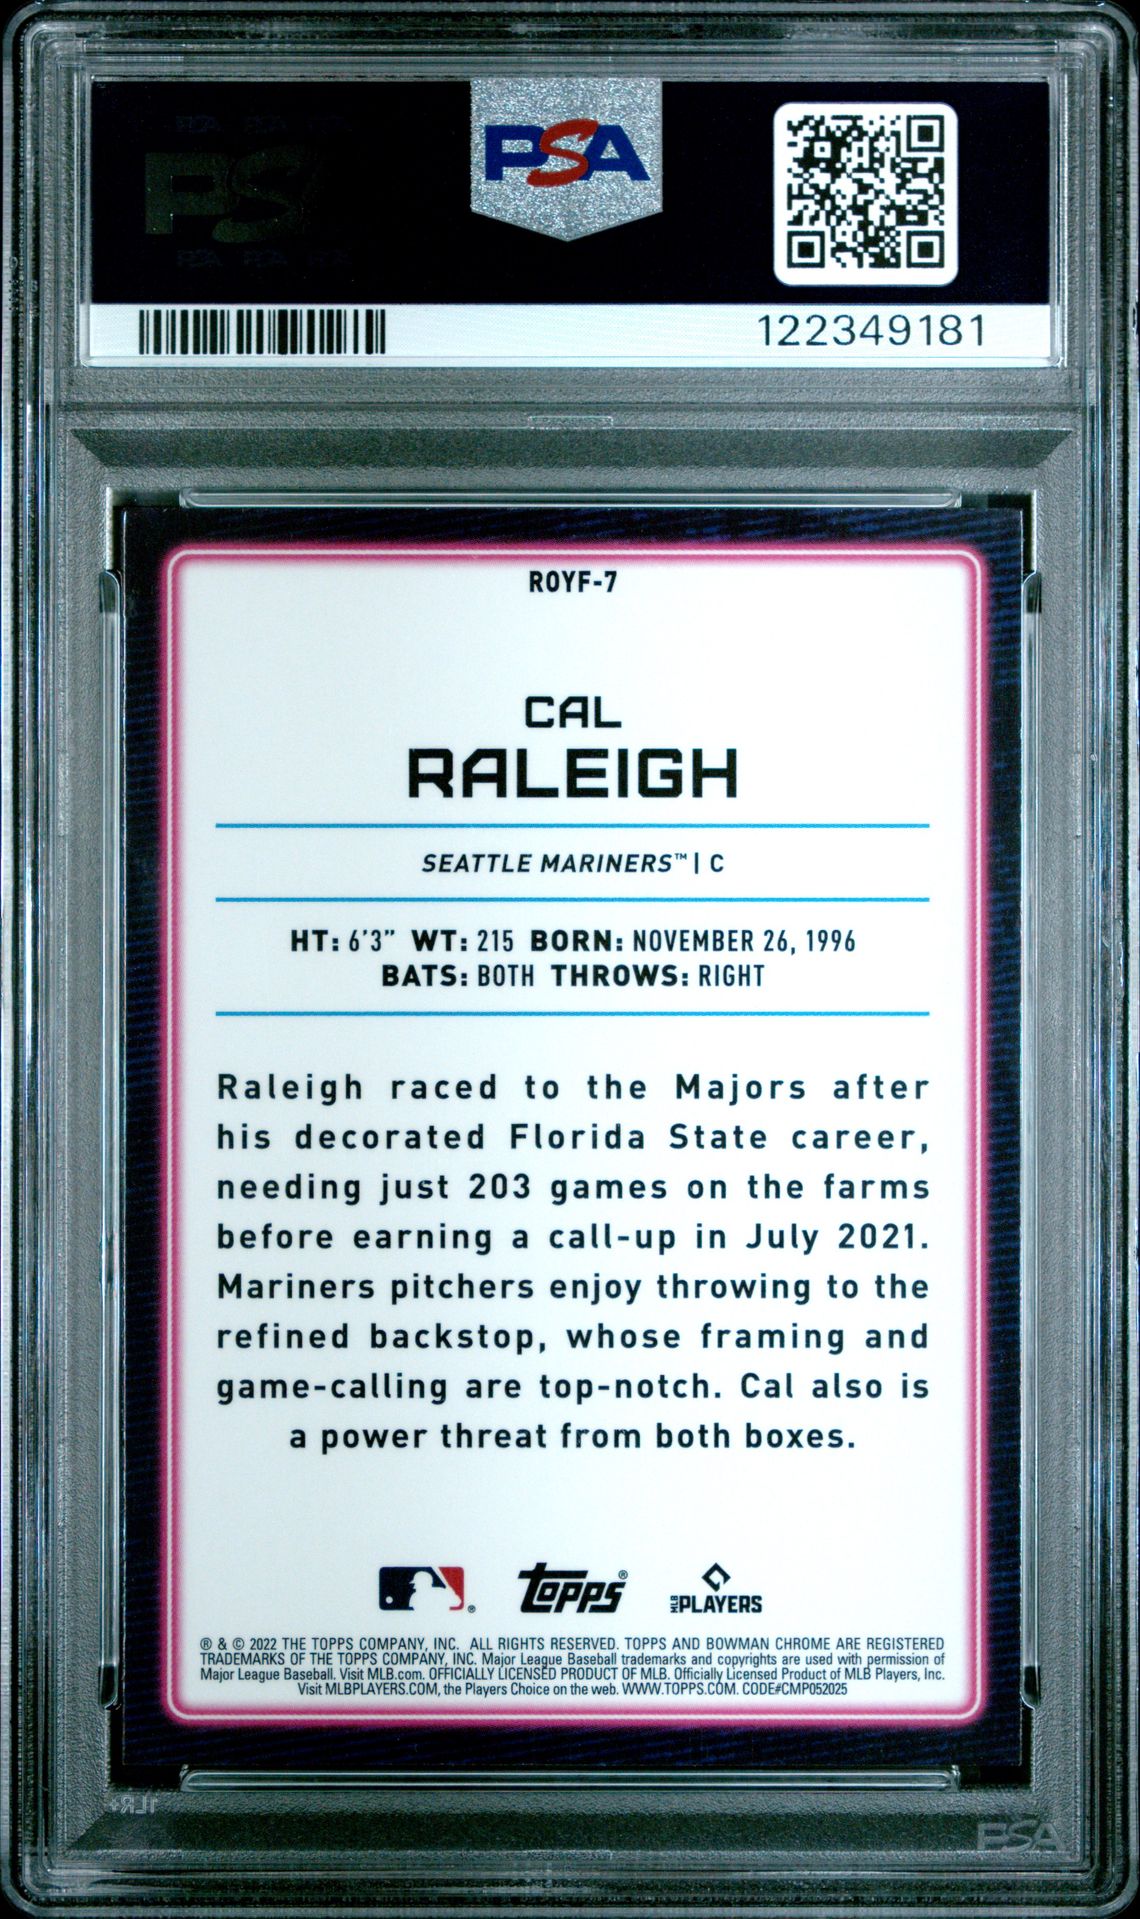 PSA
122349181
ROYF-7
CAL
RALEIGH
SEATTLE MARINERS™ | C
HT: 6'3" WT: 215 BORN: NOVEMBER 26, 1996
BATS: BOTH THROWS: RIGHT
Raleigh raced to the Majors after
his decorated Florida State career,
needing just 203 games on the farms
before earning a call-up in July 2021.
Mariners pitchers enjoy throwing to the
refined backstop, whose framing and
game-calling are top-notch. Cal also is
a power threat from both boxes.
® topps® MLB PLAYERS
® & © 2022 THE TOPPS COMPANY, INC. ALL RIGHTS RESERVED. TOPPS AND BOWMAN CHROME ARE REGISTERED
TRADEMARKS OF THE TOPPS COMPANY, INC. Major League Baseball trademarks and copyrights are used with permission of
Major League Baseball. Visit MLB.com. OFFICIALLY LICENSED PRODUCT OF MLB. Officially Licensed Product of MLB Players, Inc.
Visit MLBPLAYERS.COM, the Players Choice on the web. WWW.TOPPS.COM. CODE#CMP052025
PSA